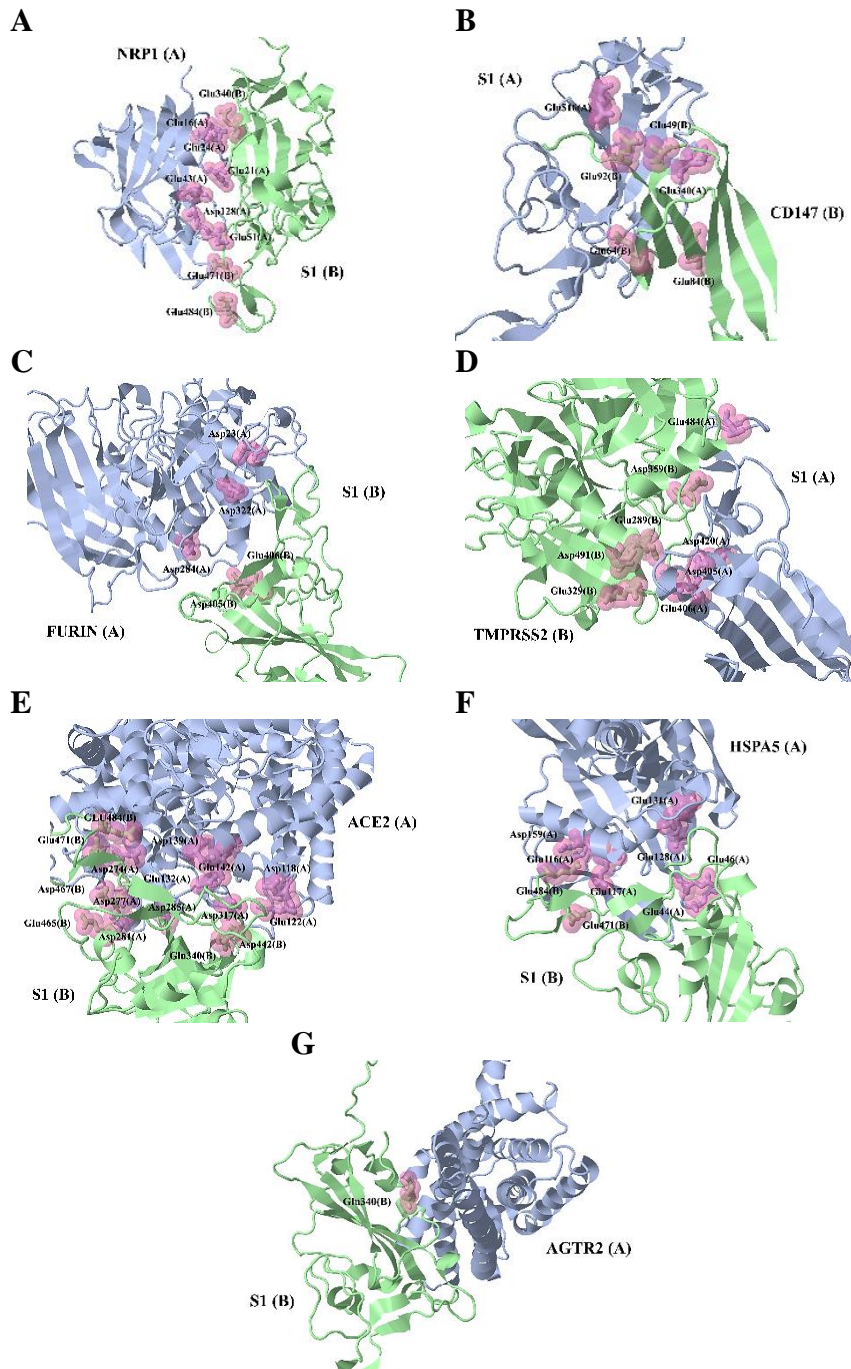 A
NRP1 (A)
Glu340(B)
Glu16(A)
Glu24(A)
Glu21(A)
Glu43(A)
Asp128(A)
Glu51(A)
Glu471(B)
S1 (B)
Glu484(B)
B
S1 (A)
Glu516(A)
Glu49(B)
Glu92(B)
Glu340(A)
CD147 (B)
Glu64(B)
Glu84(B)
C
Asp23(A)
S1 (B)
Asp322(A)
Glu406(B)
Asp284(A)
Asp405(B)
FURIN (A)
D
Glu484(A)
Asp359(B)
S1 (A)
Glu289(B)
Asp420(A)
Asp491(B)
Asp405(A)
Glu329(B)
Glu406(A)
TMPRSS2 (B)
E
GLU484(B)
ACE2 (A)
Glu471(B)
Asp139(A)
Glu142(A)
Asp274(A)
Asp118(A)
Glu132(A)
Asp467(B)
Asp277(A)
Asp285(A)
Asp317(A)
Glu122(A)
Glu465(B)
Asp281(A)
Asp442(B)
Glu340(B)
S1 (B)
F
HSPA5 (A)
Glu131(A)
Asp159(A)
Glu116(A)
Glu128(A)
Glu46(A)
Glu484(B)
Glu117(A)
Glu44(A)
Glu471(B)
S1 (B)
G
Glu340(B)
AGTR2 (A)
S1 (B)